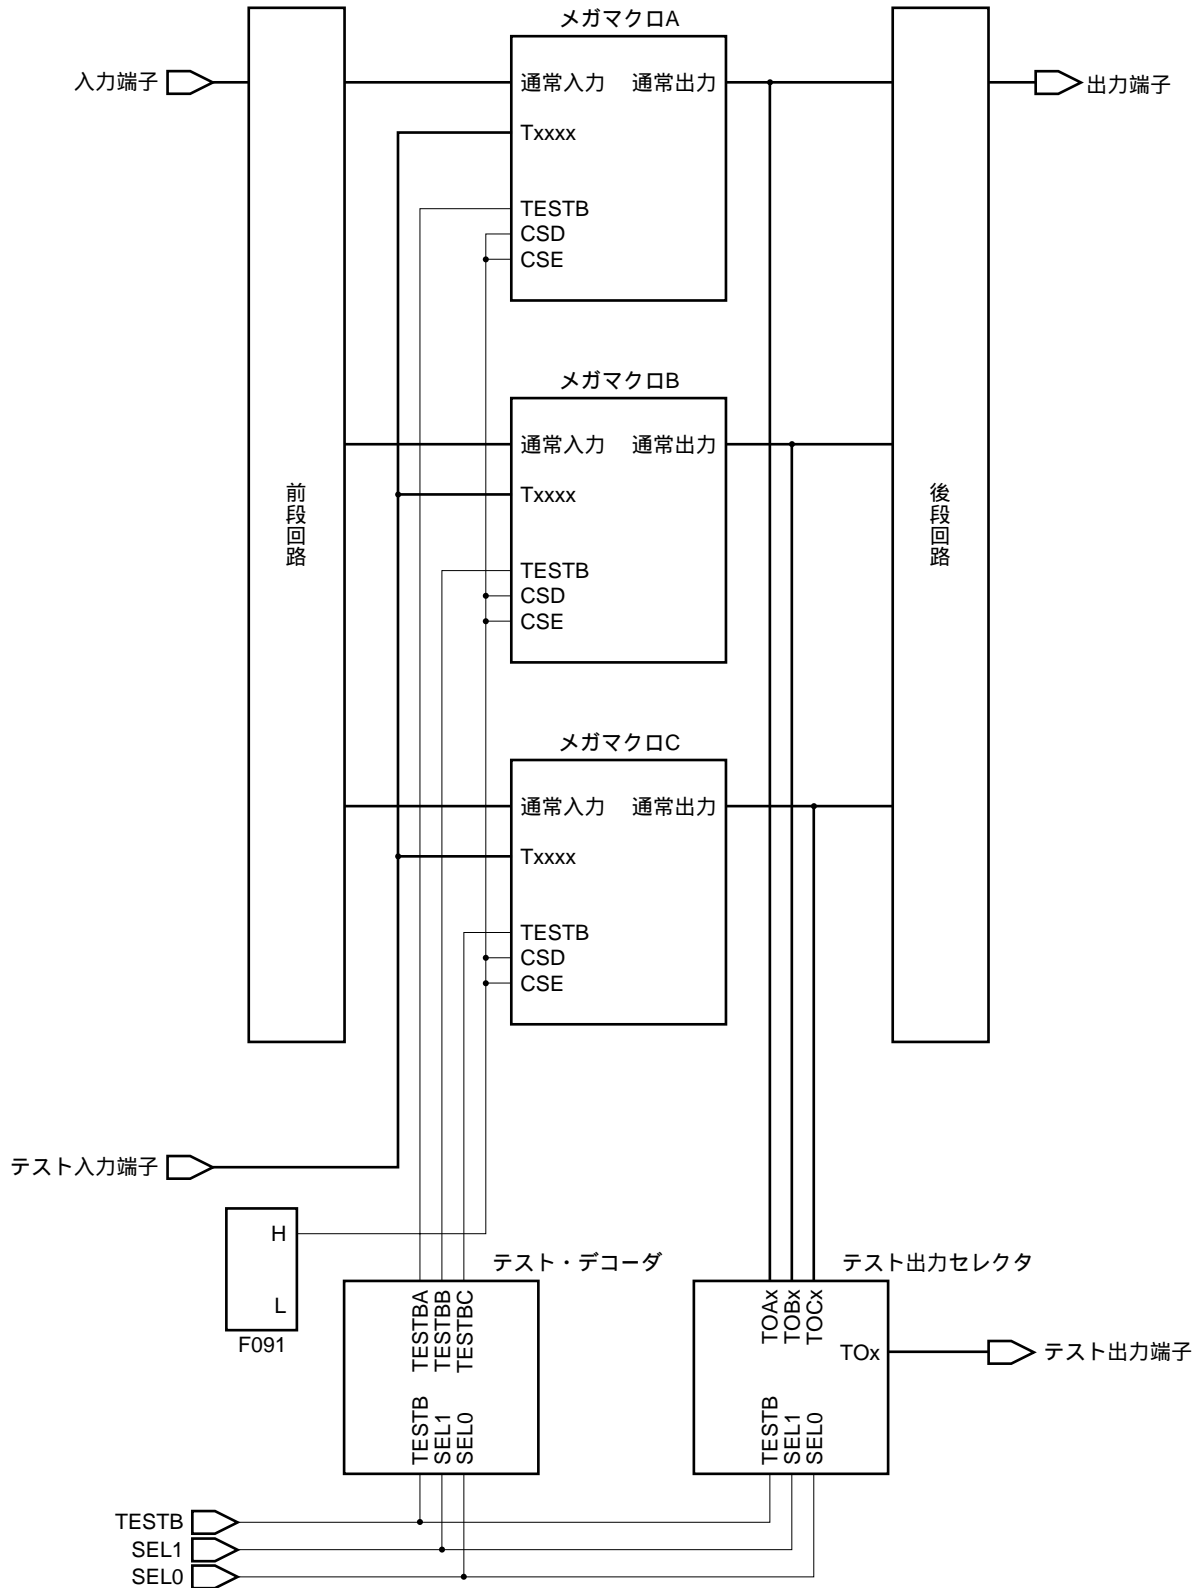 メガマクロA
入力端子
通常入力 通常出力
出力端子
Txxxx
TESTB
CSD
CSE
メガマクロB
通常入力 通常出力
前段回路
Txxxx
後段回路
TESTB
CSD
CSE
メガマクロC
通常入力 通常出力
Txxxx
TESTB
CSD
CSE
テスト入力端子
H
L
F091
テスト・デコーダ
TESTBA
TESTBB
TESTBC
TESTB
SEL1
SEL0
テスト出力セレクタ
TOAx
TOBx
TOCx
TOx
テスト出力端子
TESTB
SEL1
SEL0
TESTB
SEL1
SEL0